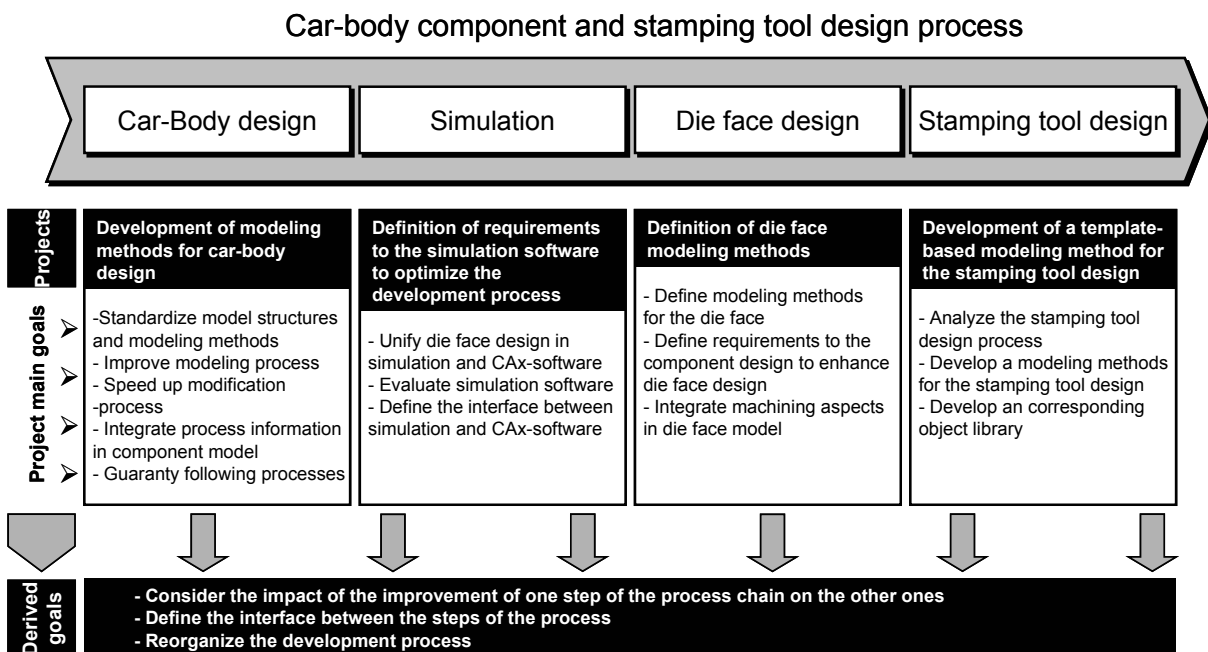 Car-body component and stamping tool design process
Car-Body design
Simulation
Die face design
Stamping tool design
Projects
Development of modeling
methods for car-body
design
Definition of requirements
to the simulation software
to optimize the
development process
Definition of die face
modeling methods
Development of a template-
based modeling method for
the stamping tool design
Project main goals
-Standardize model structures
and modeling methods
- Improve modeling process
- Speed up modification
-process
- Integrate process information
in component model
- Guaranty following processes
- Unify die face design in
simulation and CAx-software
- Evaluate simulation software
- Define the interface between
simulation and CAx-software
- Define modeling methods
for the die face
- Define requirements to the
component design to enhance
die face design
- Integrate machining aspects
in die face model
- Analyze the stamping tool
design process
- Develop a modeling methods
for the stamping tool design
- Develop an corresponding
object library
Derived
goals
- Consider the impact of the improvement of one step of the process chain on the other ones
- Define the interface between the steps of the process
- Reorganize the development process